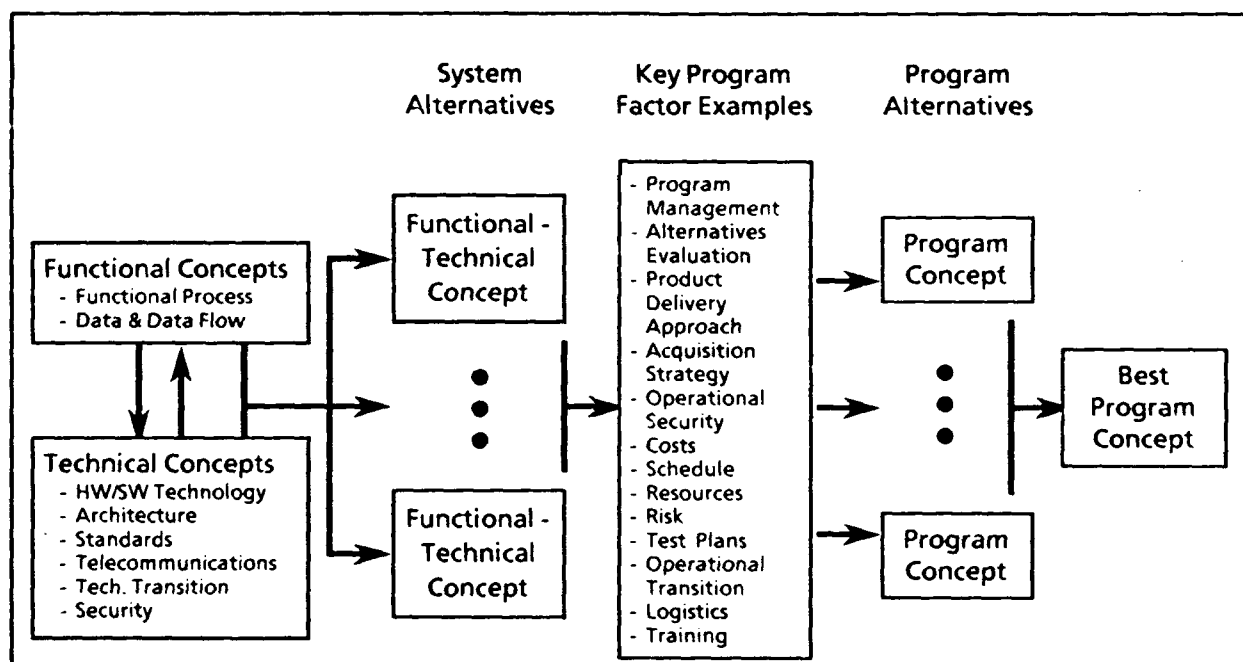 System
Alternatives
Key Program
Factor Examples
Program
Alternatives
Functional Concepts
- Functional Process
- Data & Data Flow
Technical Concepts
- HW/SW Technology
- Architecture
- Standards
- Telecommunications
- Tech. Transition
- Security
Functional -
Technical
Concept
Functional -
Technical
Concept
- Program
Management
- Alternatives
Evaluation
- Product
Delivery
Approach
- Acquisition
Strategy
- Operational
Security
- Costs
- Schedule
- Resources
- Risk
- Test Plans
- Operational
Transition
- Logistics
- Training
Program
Concept
Program
Concept
Best
Program
Concept